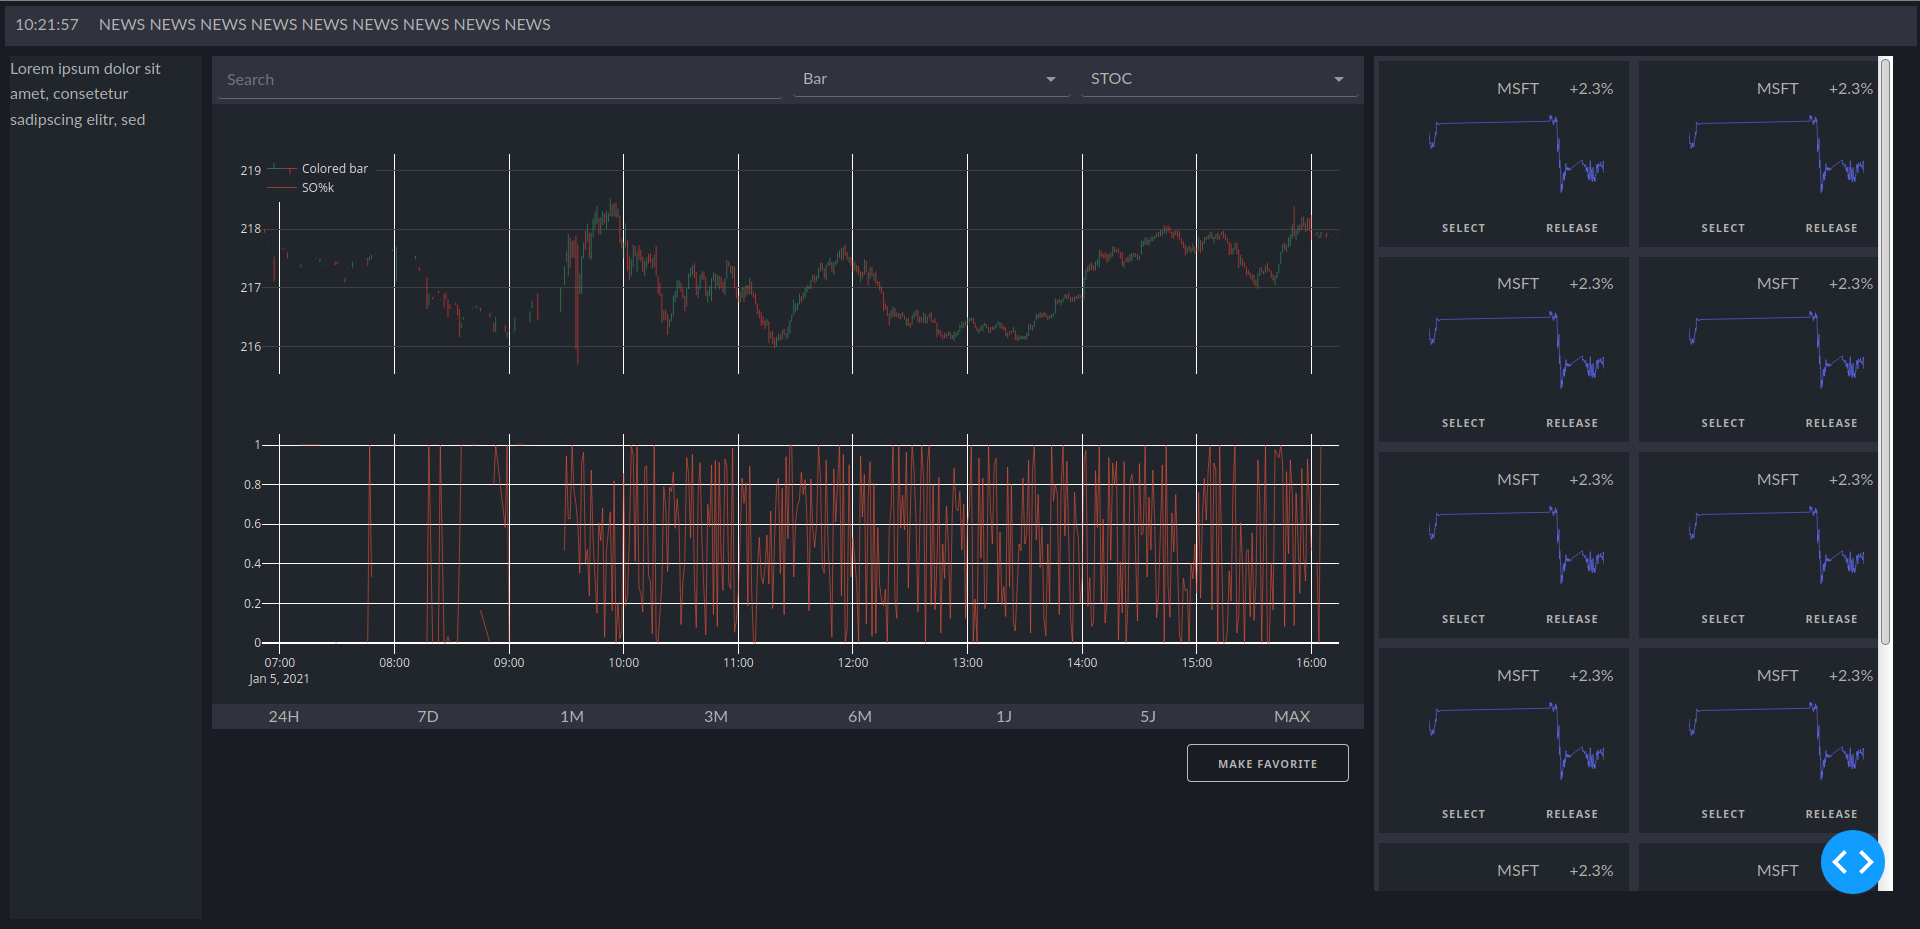 10:21:57 NEWS NEWS NEWS NEWS NEWS NEWS NEWS NEWS NEWS
Lorem ipsum dolor sit
amet, consetetur
sadipscing elitr, sed
Search Bar STOC
219
218
217
216
Colored bar
SO%k
1
0.8
0.6
0.4
0.2
0
07:00 08:00 09:00 10:00 11:00 12:00 13:00 14:00 15:00 16:00
Jan 5, 2021
24H 7D 1M 3M 6M 1J 5J MAX
MAKE FAVORITE
MSFT +2.3% MSFT +2.3%
SELECT RELEASE SELECT RELEASE
MSFT +2.3% MSFT +2.3%
SELECT RELEASE SELECT RELEASE
MSFT +2.3% MSFT +2.3%
SELECT RELEASE SELECT RELEASE
MSFT +2.3% MSFT +2.3%
SELECT RELEASE SELECT RELEASE
MSFT +2.3% MSFT